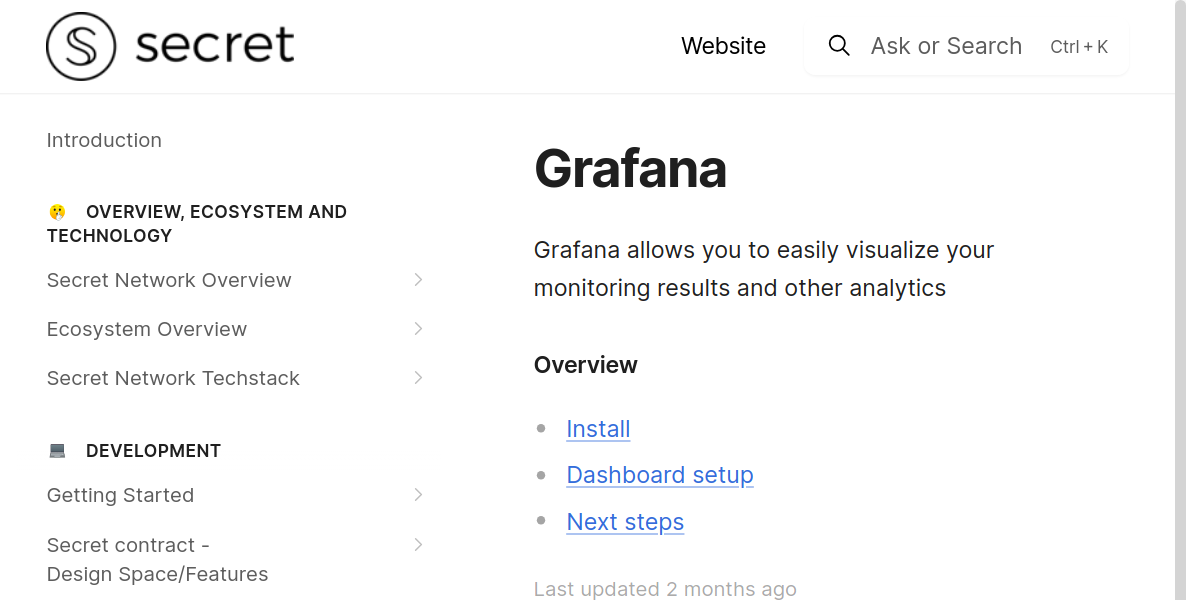 secret
Website
Ask or Search Ctrl + K
Introduction
OVERVIEW, ECOSYSTEM AND
TECHNOLOGY
Secret Network Overview
Ecosystem Overview
Secret Network Techstack
DEVELOPMENT
Getting Started
Secret contract -
Design Space/Features
Grafana
Grafana allows you to easily visualize your
monitoring results and other analytics
Overview
Install
Dashboard setup
Next steps
Last updated 2 months ago